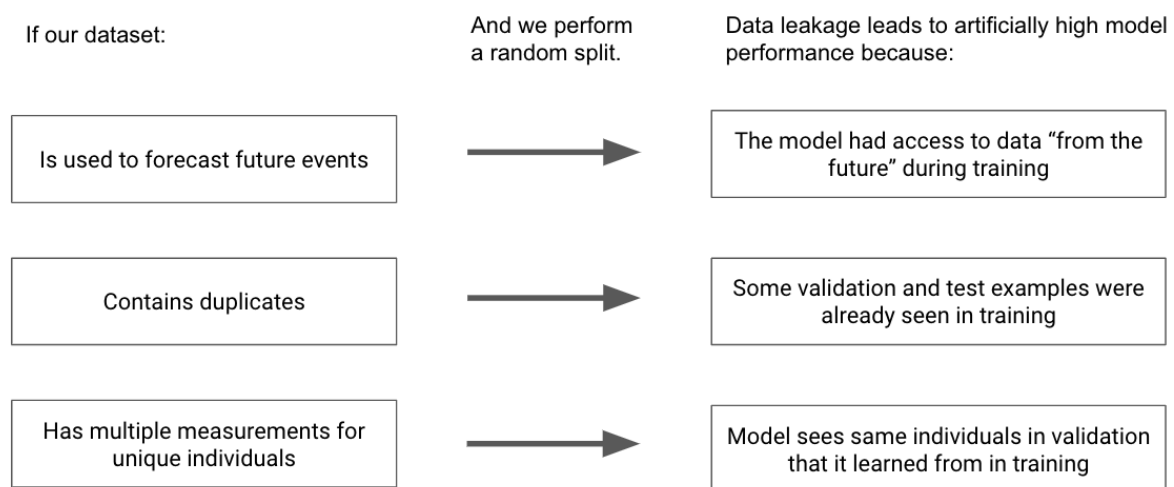 If our dataset:
And we perform
a random split.
Data leakage leads to artificially high model
performance because:
Is used to forecast future events
The model had access to data “from the
future” during training
Contains duplicates
Some validation and test examples were
already seen in training
Has multiple measurements for
unique individuals
Model sees same individuals in validation
that it learned from in training